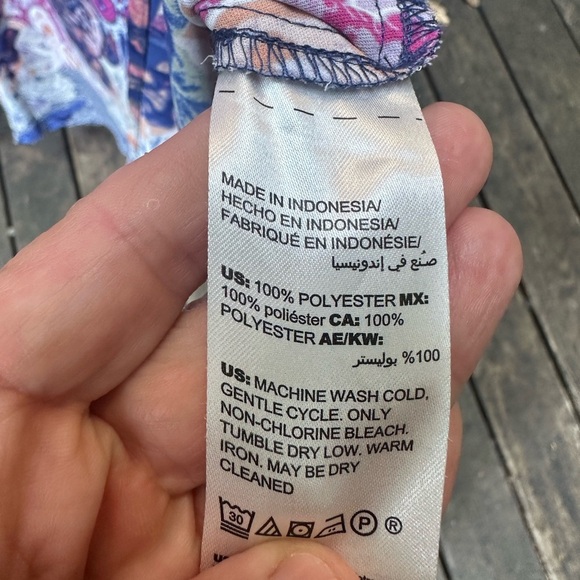 MADE IN INDONESIA/
HECHO EN INDONESIA/
FABRIQUÉ EN INDONÉSIE/
صُنع في إندونيسيا
US: 100% POLYESTER MX:
100% poliéster CA: 100%
POLYESTER AE/KW:
100% بوليستر
US: MACHINE WASH COLD,
GENTLE CYCLE. ONLY
NON-CHLORINE BLEACH.
TUMBLE DRY LOW. WARM
IRON. MAY BE DRY
CLEANED
30 P ®